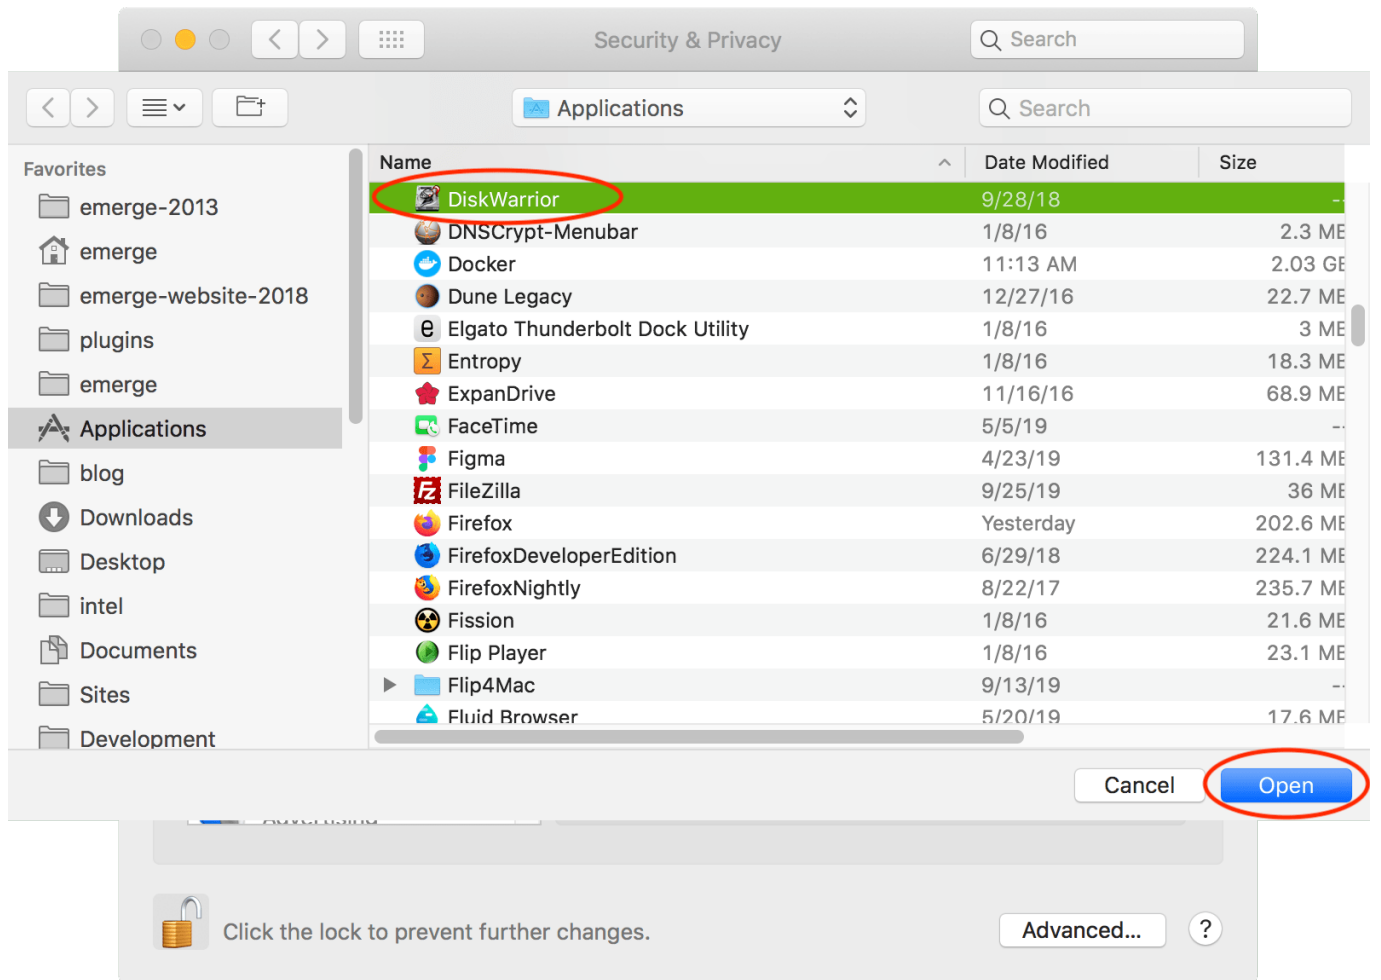 Security & Privacy
Search
Applications
Search
Favorites
emerge-2013
emerge
emerge-website-2018
plugins
emerge
Applications
blog
Downloads
Desktop
intel
Documents
Sites
Development
Name Date Modified Size
DiskWarrior 9/28/18 --
DNSCrypt-Menubar 1/8/16 2.3 MB
Docker 11:13 AM 2.03 GB
Dune Legacy 12/27/16 22.7 MB
Elgato Thunderbolt Dock Utility 1/8/16 3 MB
Entropy 1/8/16 18.3 MB
ExpanDrive 11/16/16 68.9 MB
FaceTime 5/5/19 --
Figma 4/23/19 131.4 MB
FileZilla 9/25/19 36 MB
Firefox Yesterday 202.6 MB
FirefoxDeveloperEdition 6/29/18 224.1 MB
FirefoxNightly 8/22/17 235.7 MB
Fission 1/8/16 21.6 MB
Flip Player 1/8/16 23.1 MB
Flip4Mac 9/13/19 --
Fluid Browser 5/20/19 17.6 MB
Cancel Open
Advertising
Click the lock to prevent further changes.
Advanced... ?